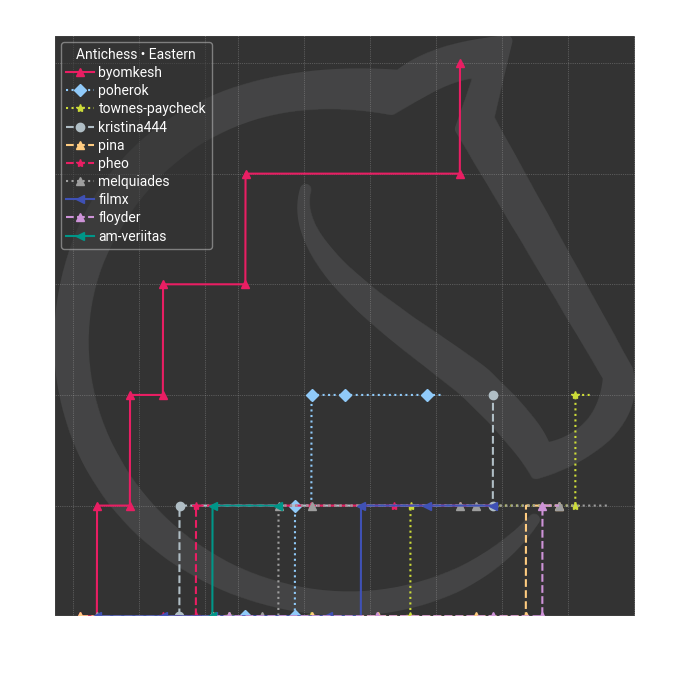 Antichess • Eastern
byomkesh
poherok
townes-paycheck
kristina444
pina
pheo
melquiades
filmx
floyder
am-veriitas